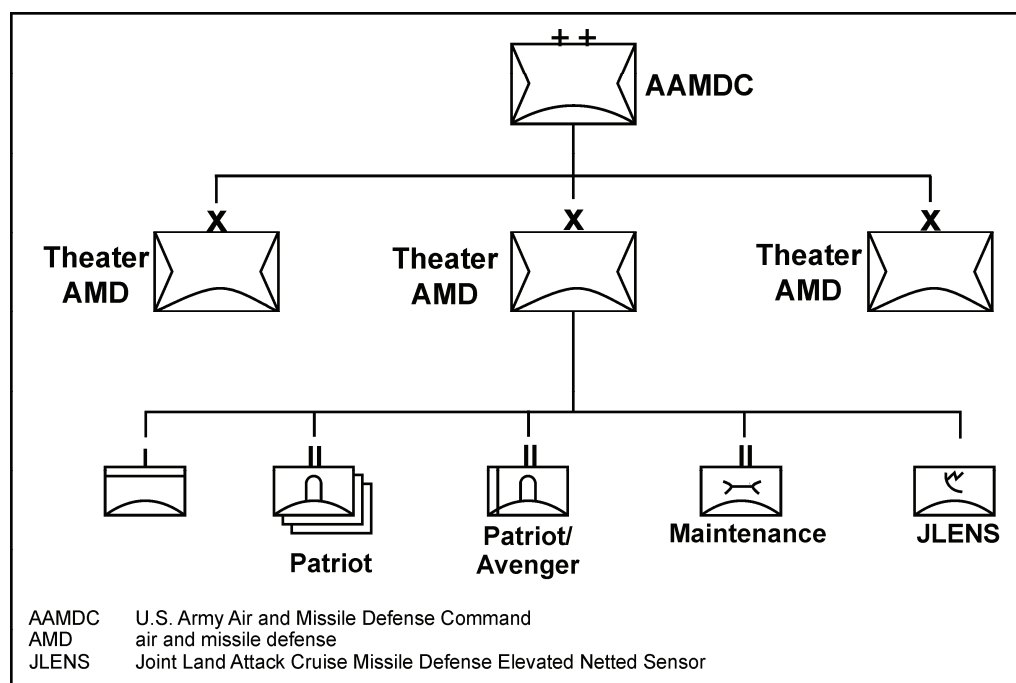 ++
AAMDC
X
X
X
Theater
AMD
Theater
AMD
Theater
AMD
I
II
II
II
Patriot
Patriot/
Avenger
Maintenance
JLENS
AAMDC U.S. Army Air and Missile Defense Command
AMD air and missile defense
JLENS Joint Land Attack Cruise Missile Defense Elevated Netted Sensor